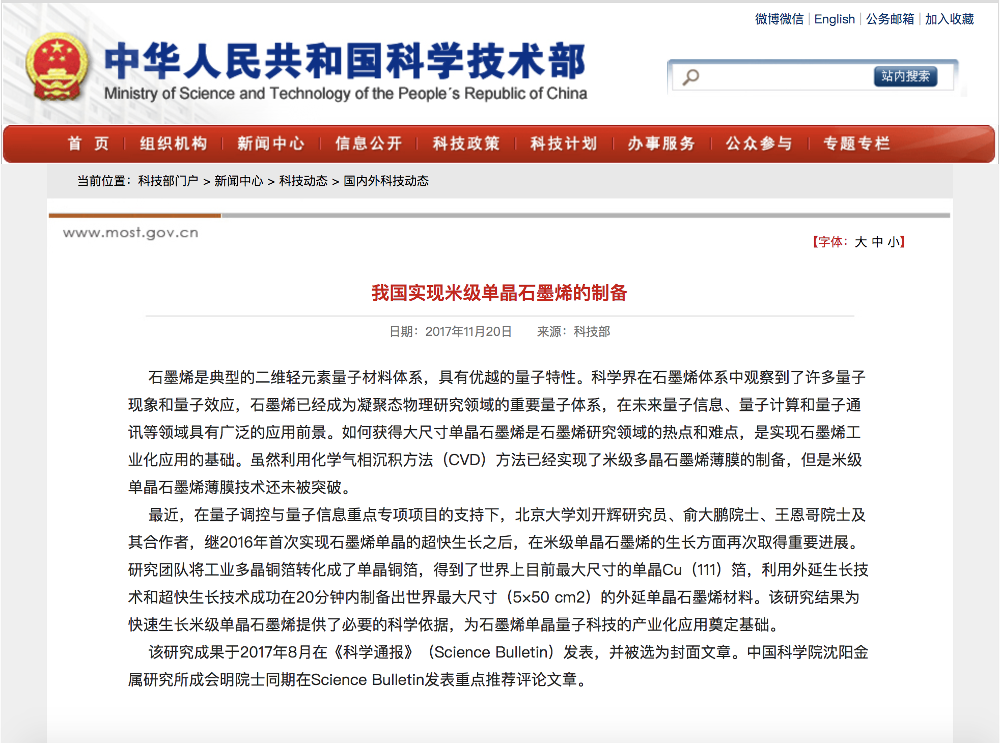 微博微信 | English | 公务邮箱 | 加入收藏
中华人民共和国科学技术部
Ministry of Science and Technology of the People´s Republic of China
站内搜索
首 页 组织机构 新闻中心 信息公开 科技政策 科技计划 办事服务 公众参与 专题专栏
当前位置：科技部门户 > 新闻中心 > 科技动态 > 国内外科技动态
www.most.gov.cn
【字体：大 中 小】
我国实现米级单晶石墨烯的制备
日期：2017年11月20日 来源：科技部
石墨烯是典型的二维轻元素量子材料体系，具有优越的量子特性。科学界在石墨烯体系中观察到了许多量子
现象和量子效应，石墨烯已经成为凝聚态物理研究领域的重要量子体系，在未来量子信息、量子计算和量子通
讯等领域具有广泛的应用前景。如何获得大尺寸单晶石墨烯是石墨烯研究领域的热点和难点，是实现石墨烯工
业化应用的基础。虽然利用化学气相沉积方法（CVD）方法已经实现了米级多晶石墨烯薄膜的制备，但是米级
单晶石墨烯薄膜技术还未被突破。
最近，在量子调控与量子信息重点专项项目的支持下，北京大学刘开辉研究员、俞大鹏院士、王恩哥院士及
其合作者，继2016年首次实现石墨烯单晶的超快生长之后，在米级单晶石墨烯的生长方面再次取得重要进展。
研究团队将工业多晶铜箔转化成了单晶铜箔，得到了世界上目前最大尺寸的单晶Cu（111）箔，利用外延生长技
术和超快生长技术成功在20分钟内制备出世界最大尺寸（5×50 cm2）的外延单晶石墨烯材料。该研究结果为
快速生长米级单晶石墨烯提供了必要的科学依据，为石墨烯单晶量子科技的产业化应用奠定基础。
该研究成果于2017年8月在《科学通报》（Science Bulletin）发表，并被选为封面文章。中国科学院沈阳金
属研究所成会明院士同期在Science Bulletin发表重点推荐评论文章。